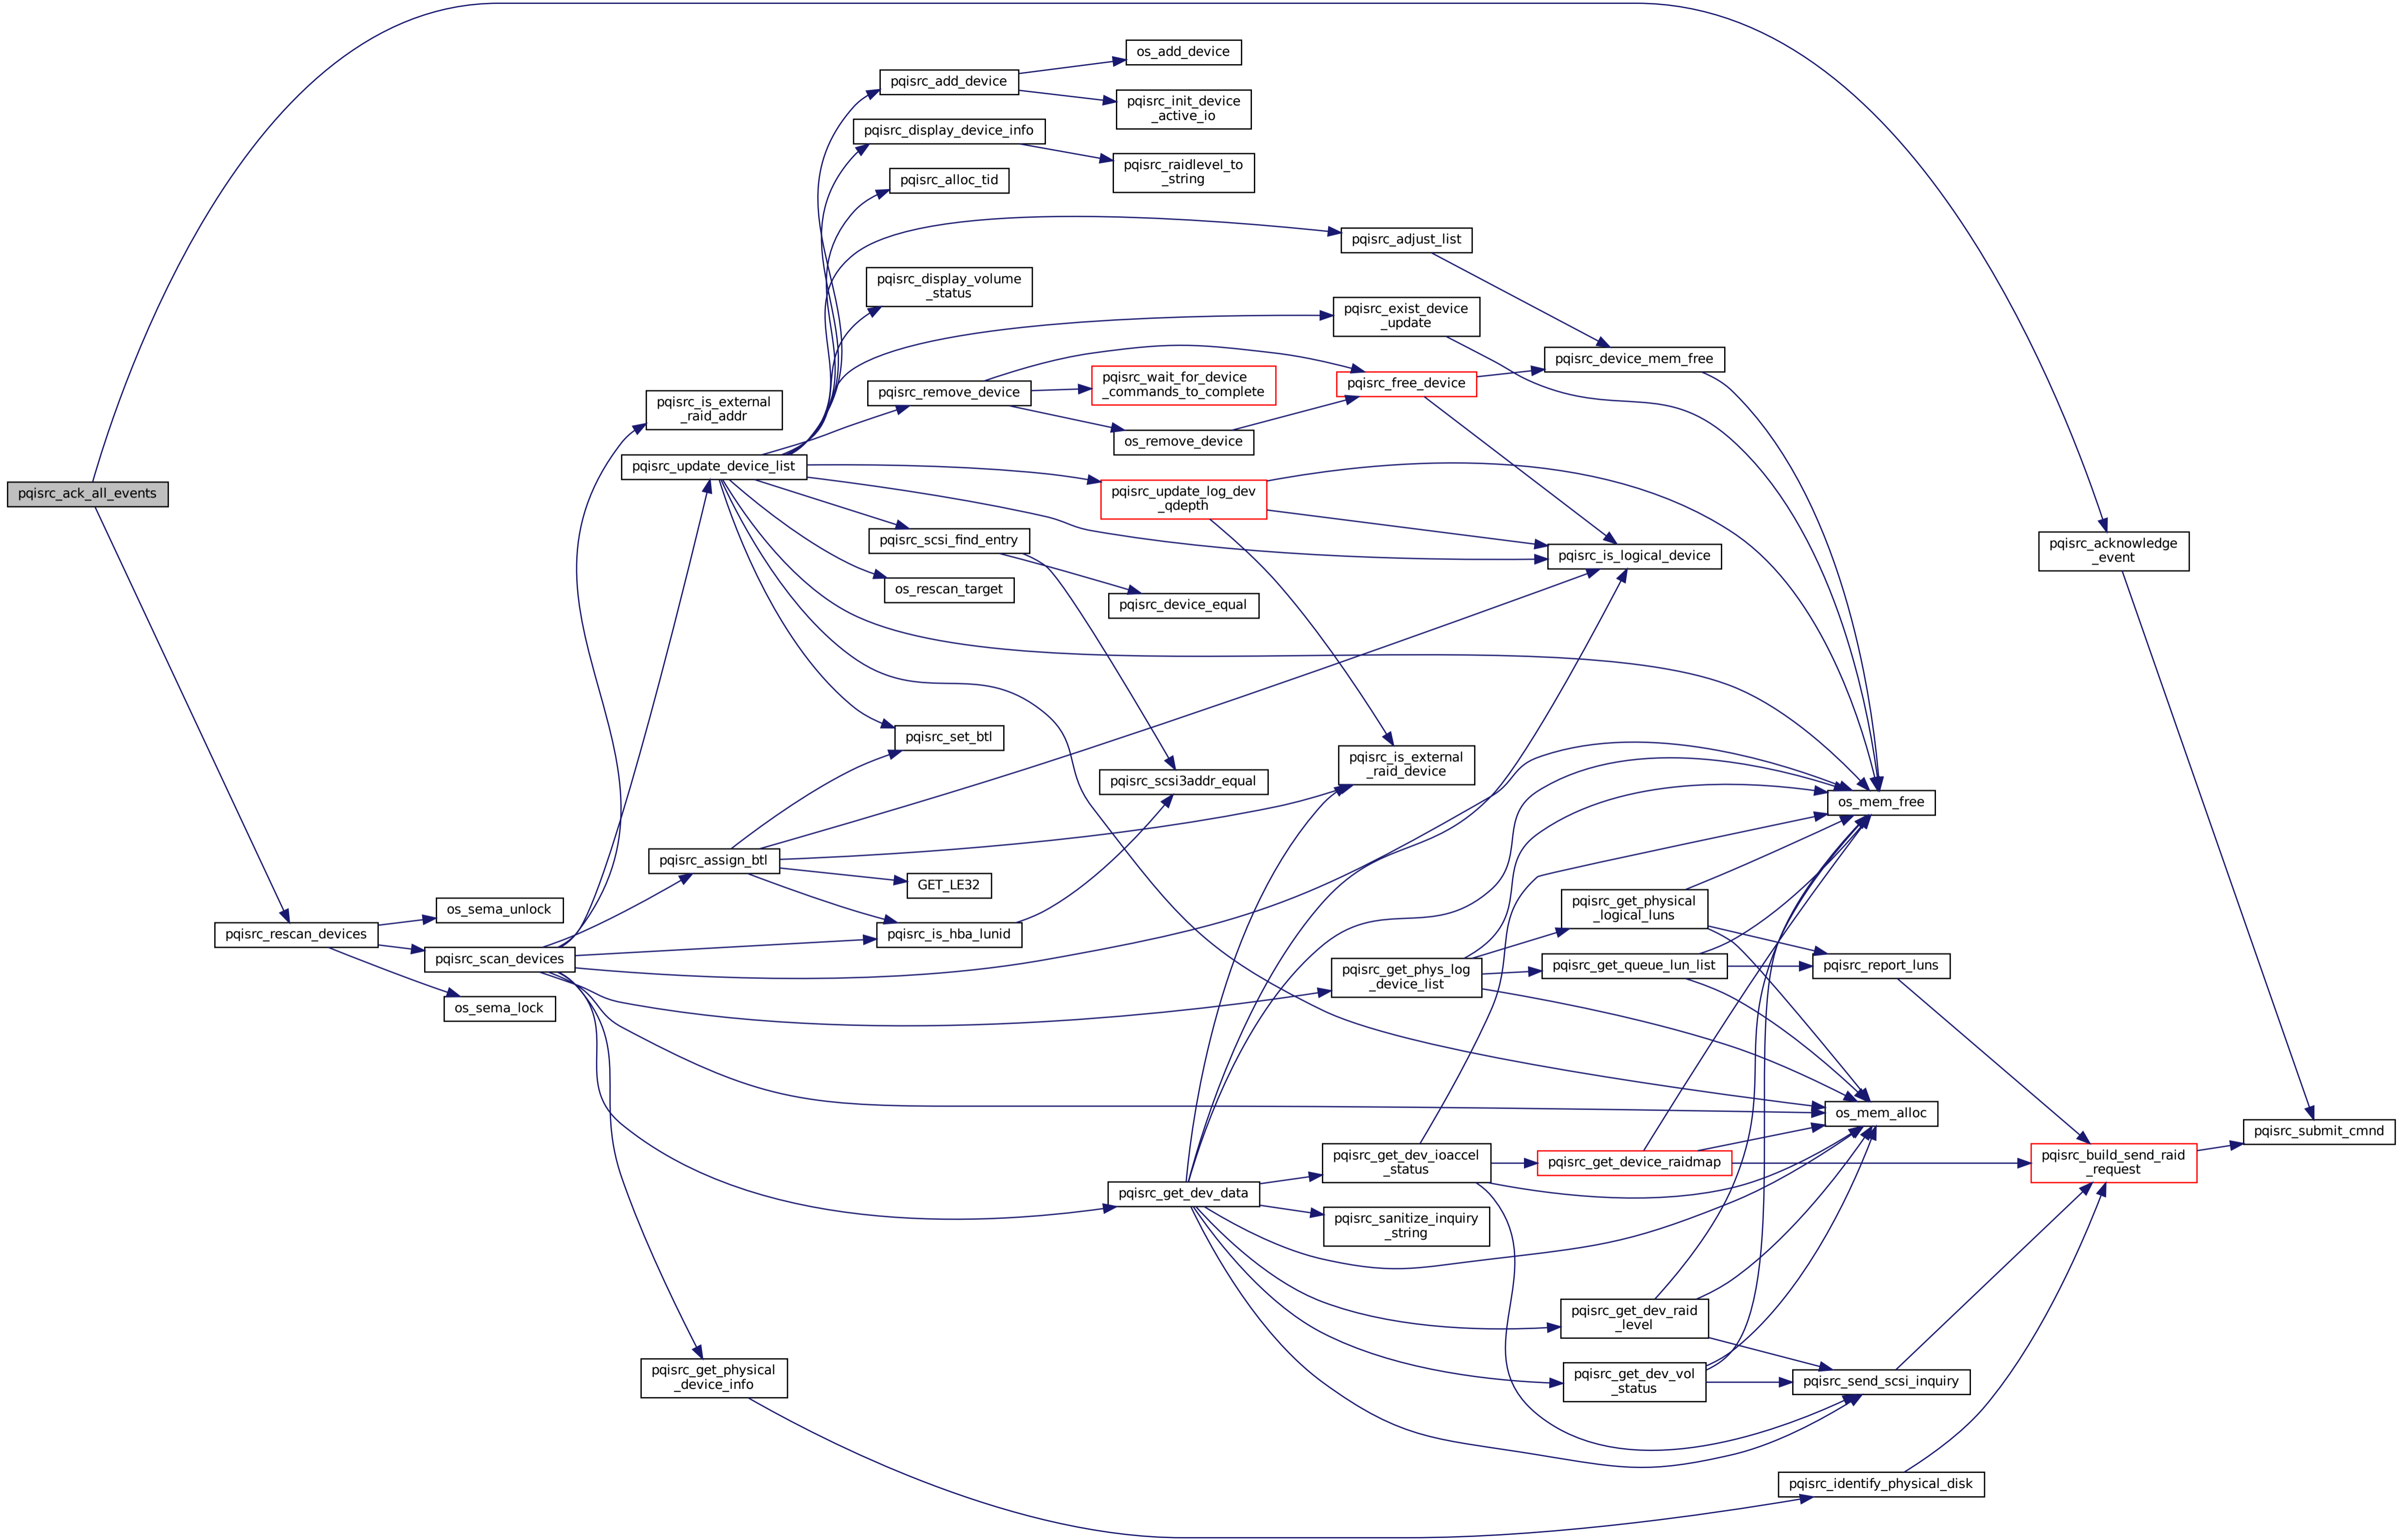 os_add_device
pqisrc_add_device
pqisrc_init_device
_active_io
pqisrc_display_device_info
pqisrc_raidlevel_to
_string
pqisrc_alloc_tid
pqisrc_adjust_list
pqisrc_display_volume
_status
pqisrc_exist_device
_update
pqisrc_device_mem_free
pqisrc_wait_for_device
_commands_to_complete
pqisrc_free_device
pqisrc_remove_device
pqisrc_is_external
_raid_addr
os_remove_device
pqisrc_update_device_list
pqisrc_ack_all_events
pqisrc_update_log_dev
_qdepth
pqisrc_scsi_find_entry
pqisrc_is_logical_device
pqisrc_acknowledge
_event
os_rescan_target
pqisrc_device_equal
pqisrc_set_btl
pqisrc_is_external
_raid_device
pqisrc_scsi3addr_equal
os_mem_free
pqisrc_assign_btl
GET_LE32
os_sema_unlock
pqisrc_get_physical
_logical_luns
pqisrc_rescan_devices
pqisrc_is_hba_lunid
pqisrc_scan_devices
pqisrc_get_phys_log
_device_list
pqisrc_get_queue_lun_list
pqisrc_report_luns
os_sema_lock
os_mem_alloc
pqisrc_submit_cmnd
pqisrc_get_dev_ioaccel
_status
pqisrc_get_device_raidmap
pqisrc_build_send_raid
_request
pqisrc_get_dev_data
pqisrc_sanitize_inquiry
_string
pqisrc_get_dev_raid
_level
pqisrc_get_physical
_device_info
pqisrc_get_dev_vol
_status
pqisrc_send_scsi_inquiry
pqisrc_identify_physical_disk